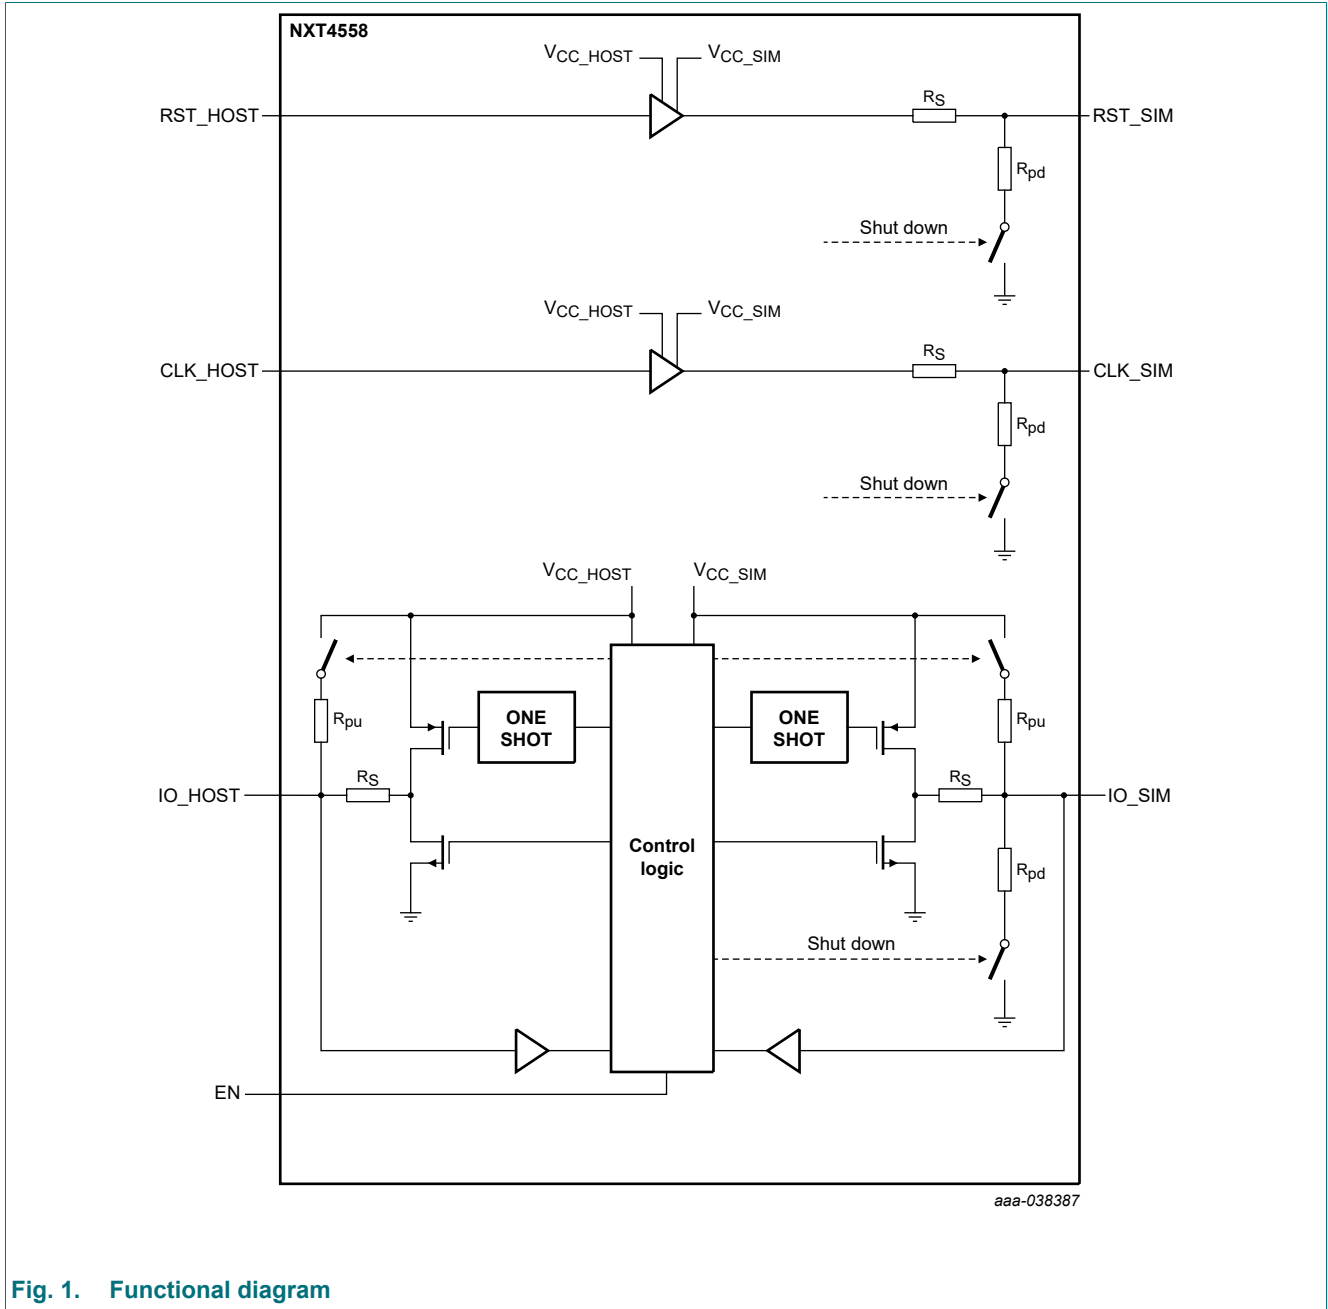 NXT4558
VCC_HOST VCC_SIM
RST_HOST
RS
RST_SIM
Rpd
Shut down
VCC_HOST VCC_SIM
CLK_HOST
RS
CLK_SIM
Rpd
Shut down
VCC_HOST VCC_SIM
Rpu
ONE
SHOT
ONE
SHOT
Rpu
IO_HOST
RS
RS
IO_SIM
Control
logic
Rpd
Shut down
EN
aaa-038387
Fig. 1. Functional diagram